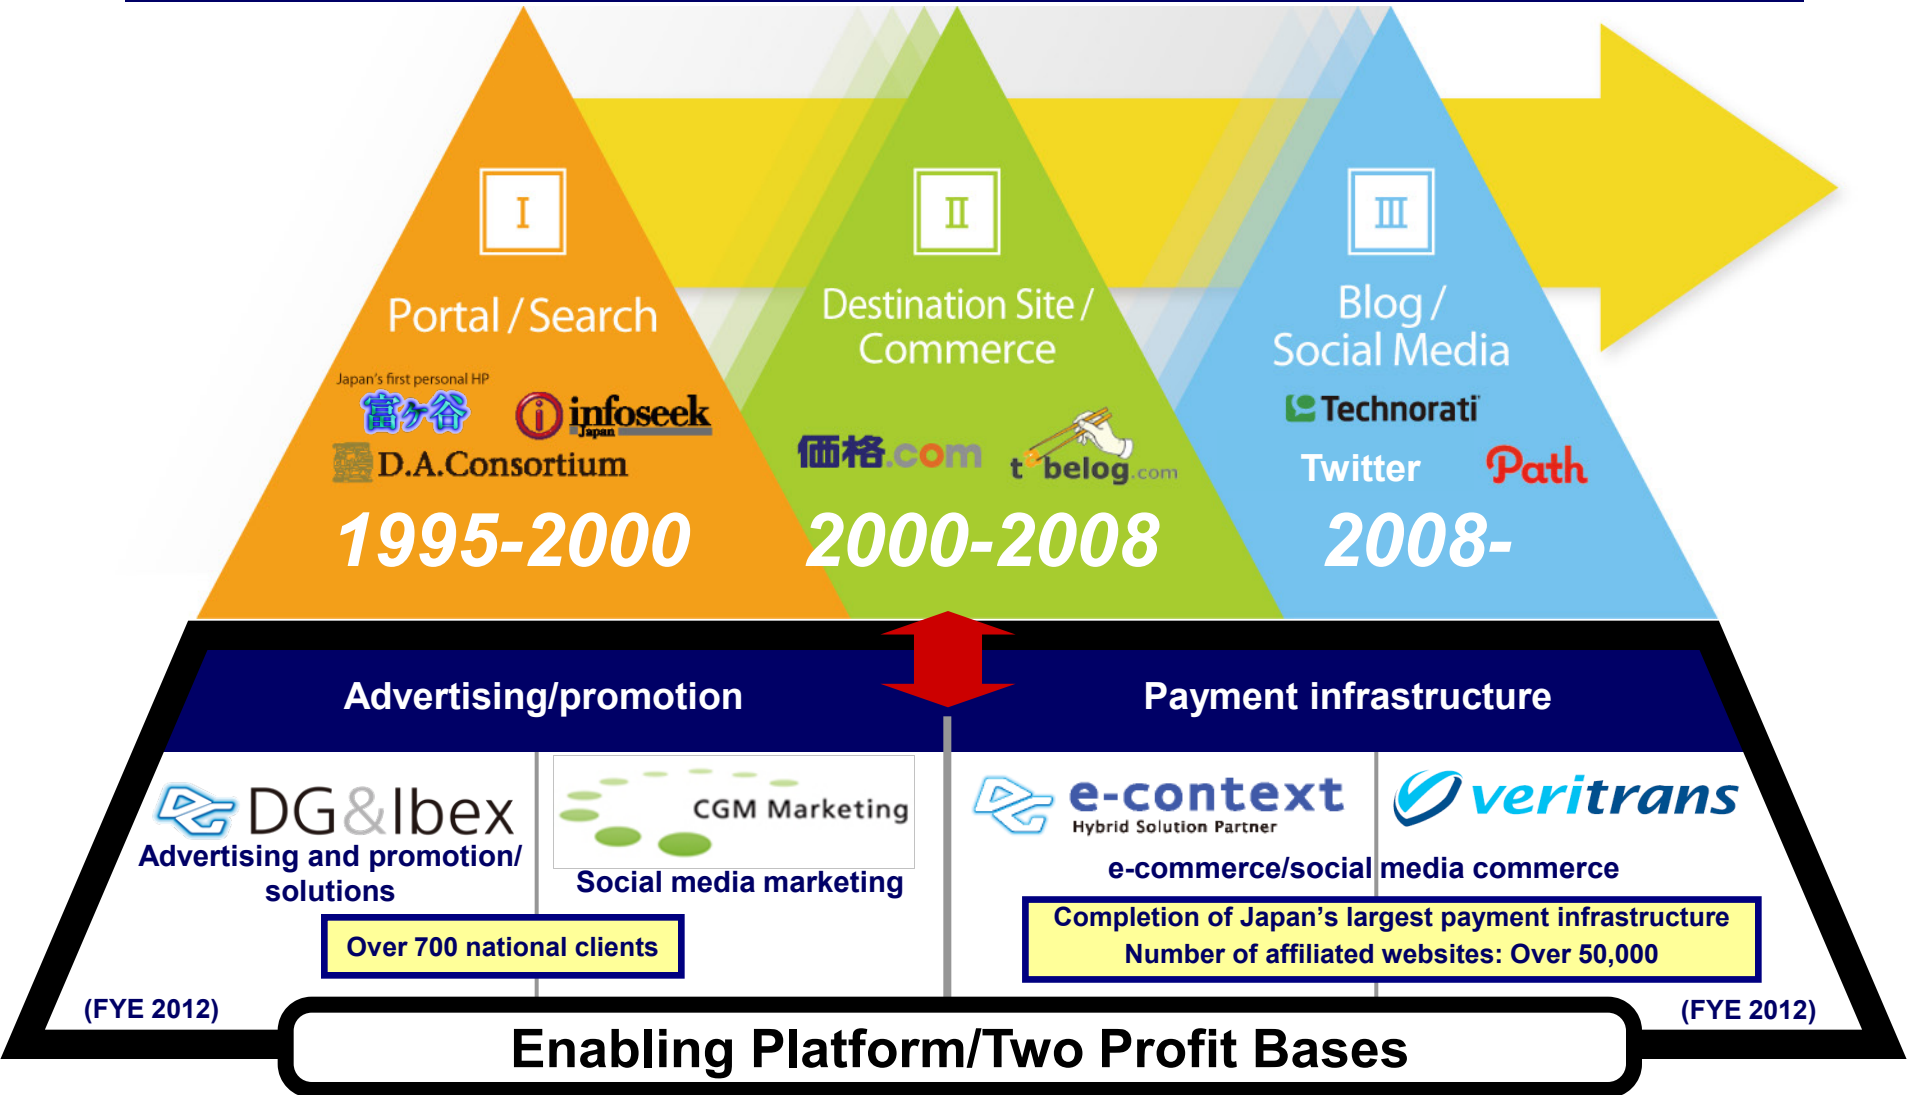 I
Portal / Search
Japan's first personal HP
富ヶ谷
infoseek
Japan
D.A.Consortium
1995-2000
II
Destination Site /
Commerce
価格.com
tabelog.com
2000-2008
III
Blog /
Social Media
Technorati
Twitter
Path
2008-
Advertising/promotion
Payment infrastructure
DG&Ibex
Advertising and promotion/
solutions
CGM Marketing
Social media marketing
Over 700 national clients
(FYE 2012)
e-context
Hybrid Solution Partner
veritrans
e-commerce/social media commerce
Completion of Japan’s largest payment infrastructure
Number of affiliated websites: Over 50,000
(FYE 2012)
Enabling Platform/Two Profit Bases